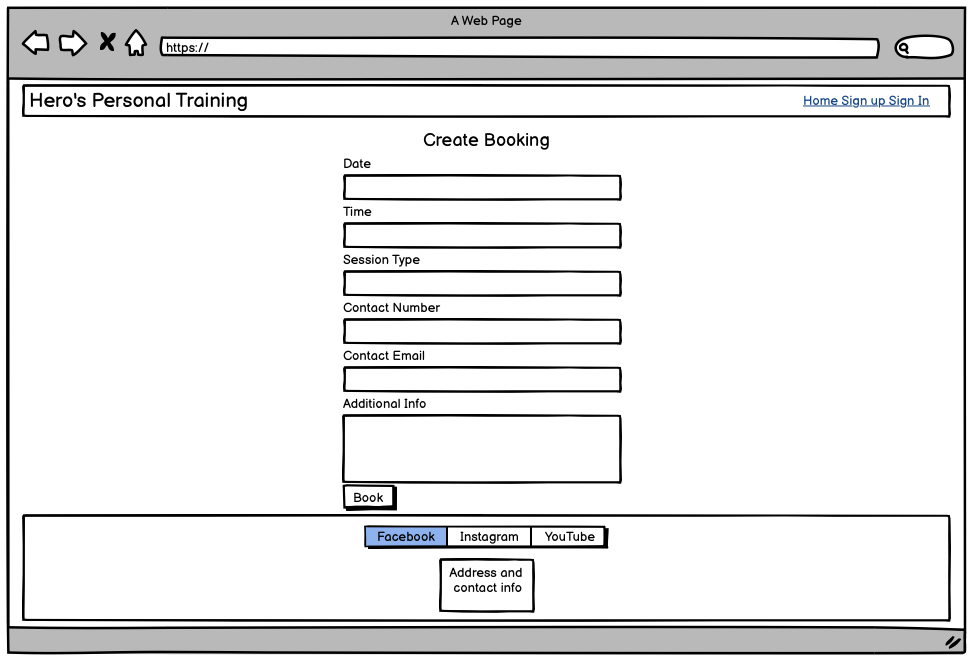 A Web Page
https://
Hero's Personal Training
Home Sign up Sign In
Create Booking
Date
Time
Session Type
Contact Number
Contact Email
Additional Info
Book
Facebook Instagram YouTube
Address and
contact info